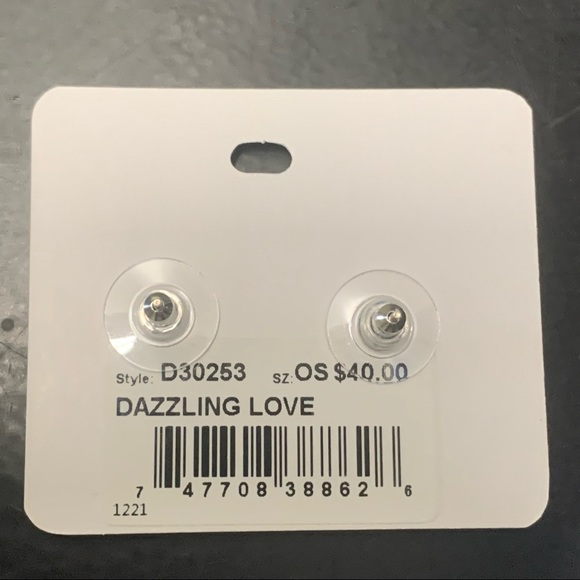 Style: D30253 SZ: OS $40.00
DAZZLING LOVE
7 47708 38862 6
1221